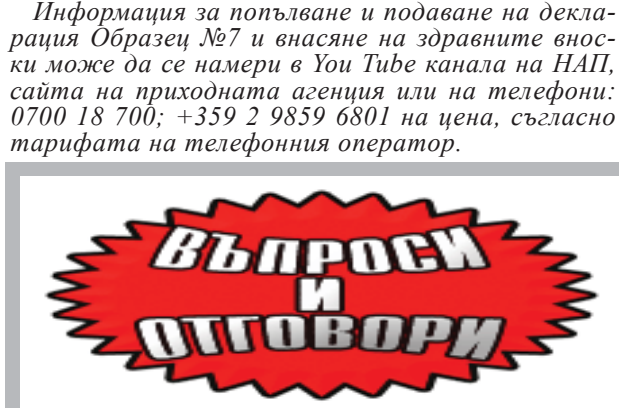 Информация за попълване и подаване на декла-
рация Образец №7 и внасяне на здравните внос-
ки може да се намери в You Tube канала на НАП,
сайта на приходната агенция или на телефони:
0700 18 700; +359 2 9859 6801 на цена, съгласно
тарифата на телефонния оператор.
ВЪПРОСИ
И
ОТГОВОРИ